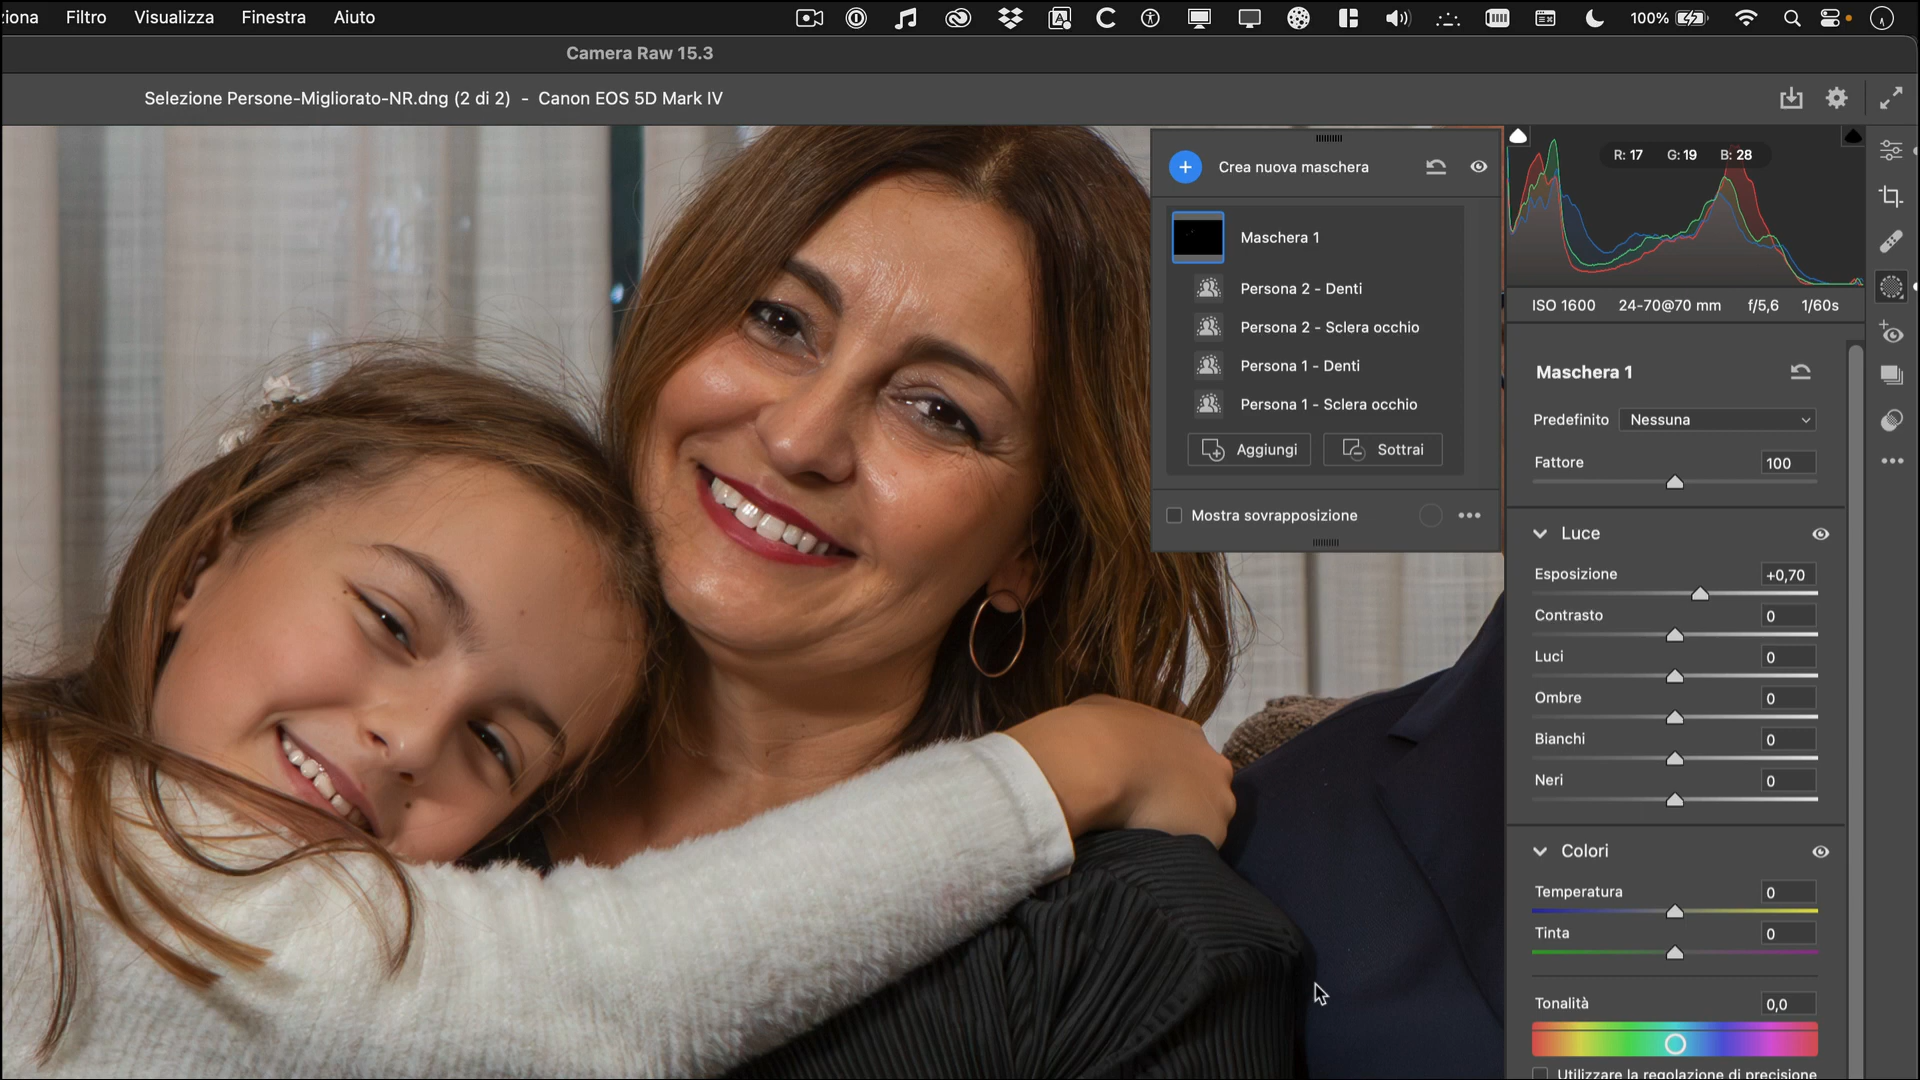 ziona Filtro Visualizza Finestra Aiuto 100%
Camera Raw 15.3
Selezione Persone-Migliorato-NR.dng (2 di 2) - Canon EOS 5D Mark IV
Crea nuova maschera
Maschera 1
Persona 2 - Denti
Persona 2 - Sclera occhio
Persona 1 - Denti
Persona 1 - Sclera occhio
Aggiungi Sottrai
Mostra sovrapposizione
R: 17 G: 19 B: 28
ISO 1600 24-70@70 mm f/5,6 1/60s
Maschera 1
Predefinito Nessuna
Fattore 100
Luce
Esposizione +0,70
Contrasto 0
Luci 0
Ombre 0
Bianchi 0
Neri 0
Colori
Temperatura 0
Tinta 0
Tonalità 0,0
Utilizzare la regolazione di precisione